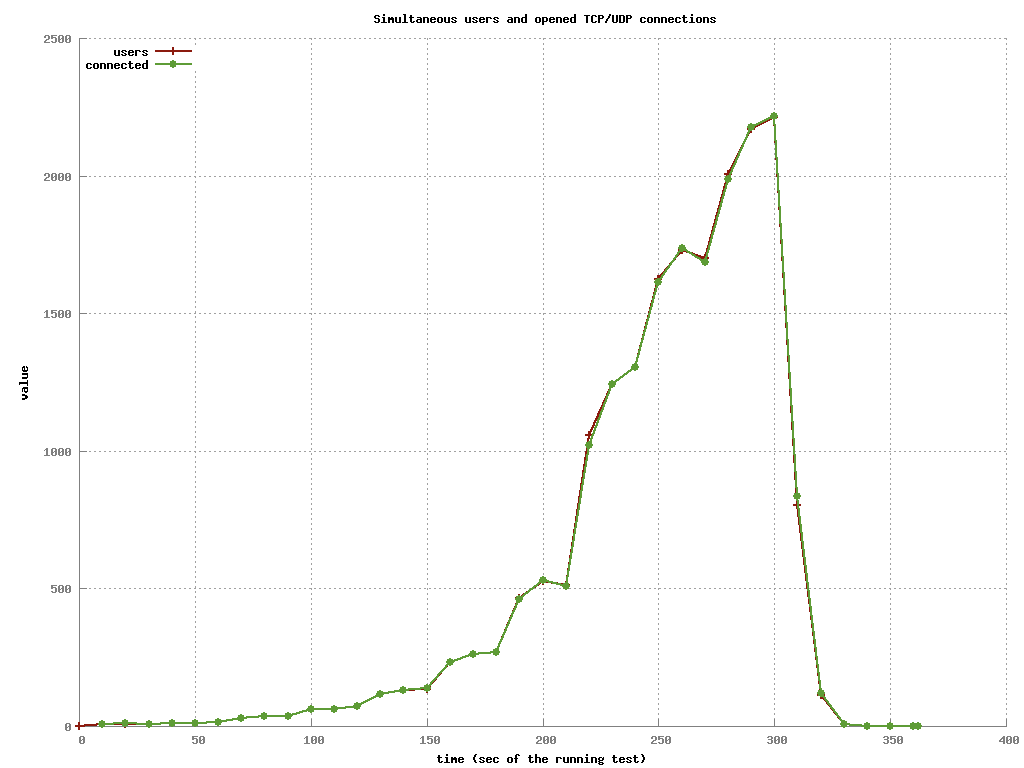 Simultaneous users and opened TCP/UDP connections
2500
users
connected
2000
1500
value
1000
500
0
0 50 100 150 200 250 300 350 400
time (sec of the running test)